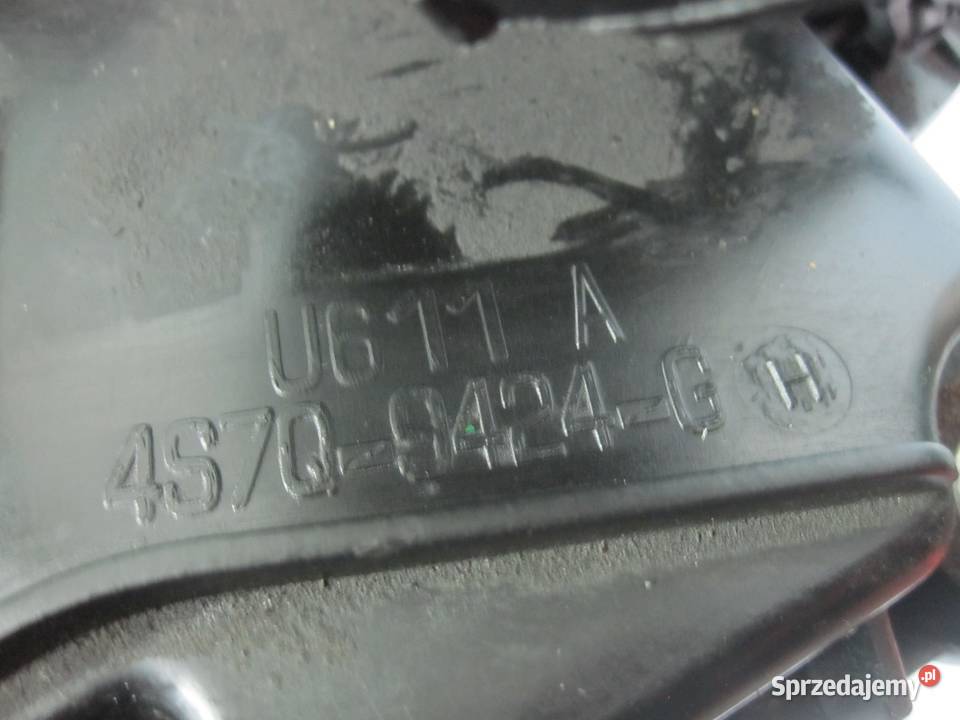 U611 A
4S7Q-9424-G H
Sprzedajemy.pl